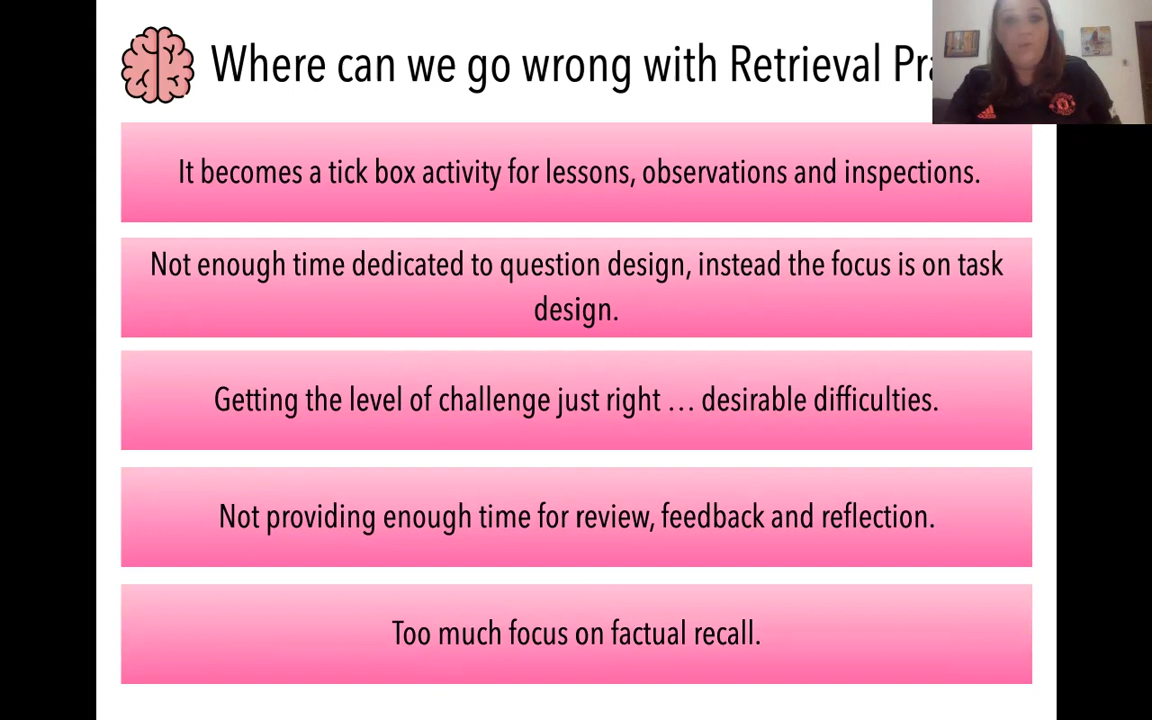 Where can we go wrong with Retrieval
It becomes a tick box activity for lessons, observations and inspections.
Not enough time dedicated to question design, instead the focus is on task
design.
Getting the level of challenge just right … desirable difficulties.
Not providing enough time for review, feedback and reflection.
Too much focus on factual recall.